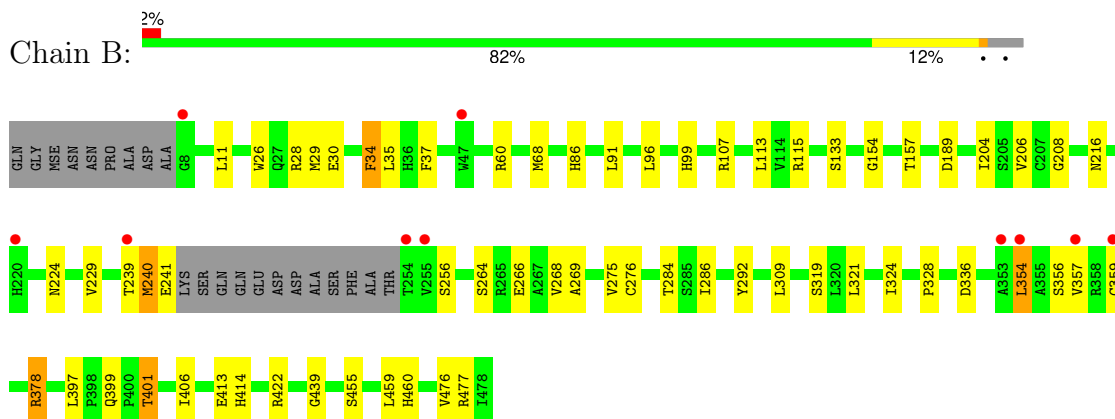 2%
Chain B:
82% 12% • •
GLN GLY MSE ASN ASN PRO ALA ASP ALA G8 L11 W26 Q27 R28 M29 E30 F34 L35 H36 F37 W47 R60 M68 H86 L91 L96 H99 R107 L113 V114 R115 S133 G154 T157 D189 I204 S205 V206 C207 G208 N216
H220 N224 V229 T239 M240 E241 LYS SER GLN GLN GLU ASP ASP ALA SER PHE ALA THR T254 V255 S256 S264 R265 E266 A267 V268 A269 V275 C276 T284 S285 I286 Y292 L309 S319 L320 L321 I324 P328 D336 A353 L354 A355 S356 V357 R358 C359
R378 L397 P398 Q399 P400 T401 I406 E413 H414 R422 G439 S455 L459 H460 V476 R477 I478